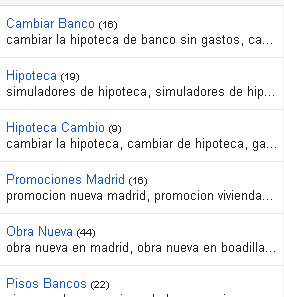 Cambiar Banco (16)
cambiar la hipoteca de banco sin gastos, ca...
Hipoteca (19)
simuladores de hipoteca, simuladores de hip...
Hipoteca Cambio (9)
cambiar la hipoteca, cambiar de hipoteca, ga...
Promociones Madrid (16)
promocion nueva madrid, promocion vivienda...
Obra Nueva (44)
obra nueva en madrid, obra nueva en boadilla...
Pisos Bancos (22)